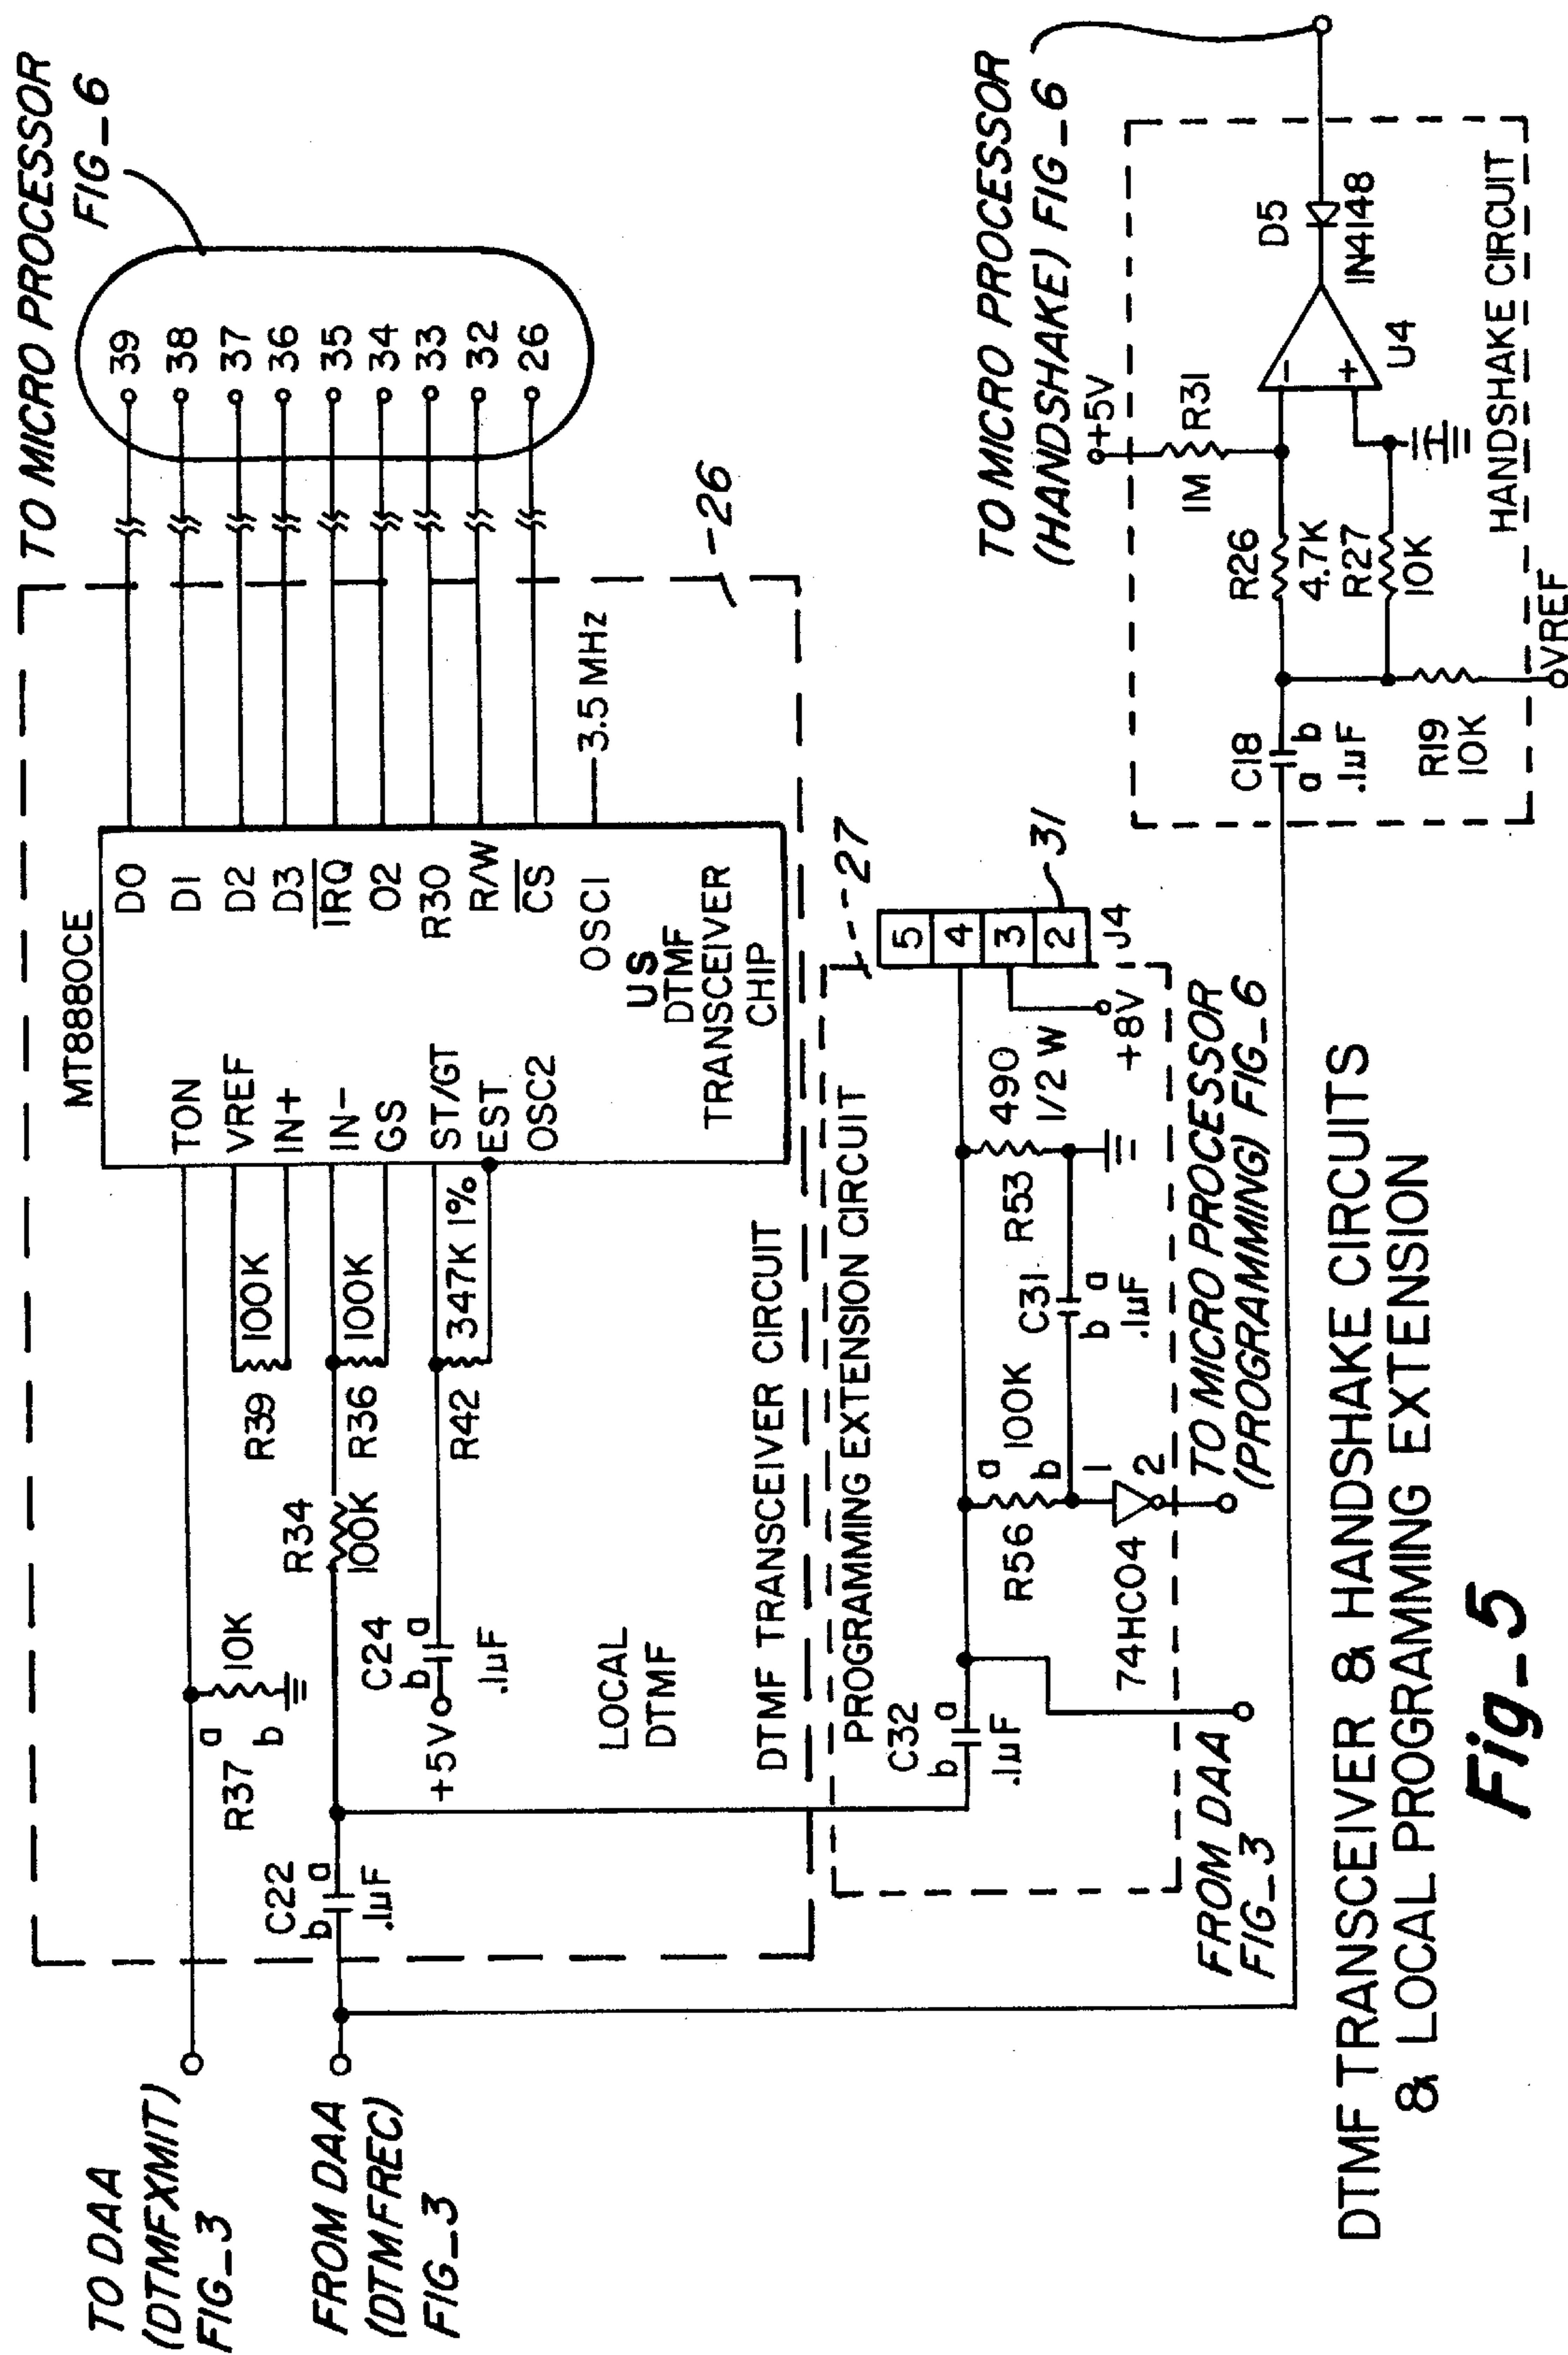 TO MICRO PROCESSOR
FIG_6
39
38
37
36
35
34
33
32
26
26
MT8880CE
TON
VREF
IN+
IN-
GS
ST/GT
EST
OSC2
D0
D1
D2
D3
IRQ
O2
R30
R/W
CS
OSC1
3.5 MHz
US
DTMF
TRANSCEIVER
CHIP
TO DAA
(DTMFXMIT)
FIG_3
FROM DAA
(DTMFREC)
FIG_3
R37
a
b
10K
C22
b a
.1µF
R34
100K
R39
100K
R36
100K
R42
347K 1%
C24
b a
.1µF
+5V
LOCAL
DTMF
DTMF TRANSCEIVER CIRCUIT
PROGRAMMING EXTENSION CIRCUIT
27
C32
b a
.1µF
FROM DAA
FIG_3
R56
a
b
100K
1
2
74HC04
C31
b a
.1µF
R53
490
1/2 W
+8V
5
4
3
2
J4
31
TO MICRO PROCESSOR
(PROGRAMING) FIG_6
TO MICRO PROCESSOR
(HANDSHAKE) FIG_6
+5V
1M
R31
C18
a b
.1µF
R26
4.7K
R27
10K
R19
10K
VREF
-
+
U4
D5
IN4148
HANDSHAKE CIRCUIT
DTMF TRANSCEIVER & HANDSHAKE CIRCUITS
& LOCAL PROGRAMMING EXTENSION
Fig_5